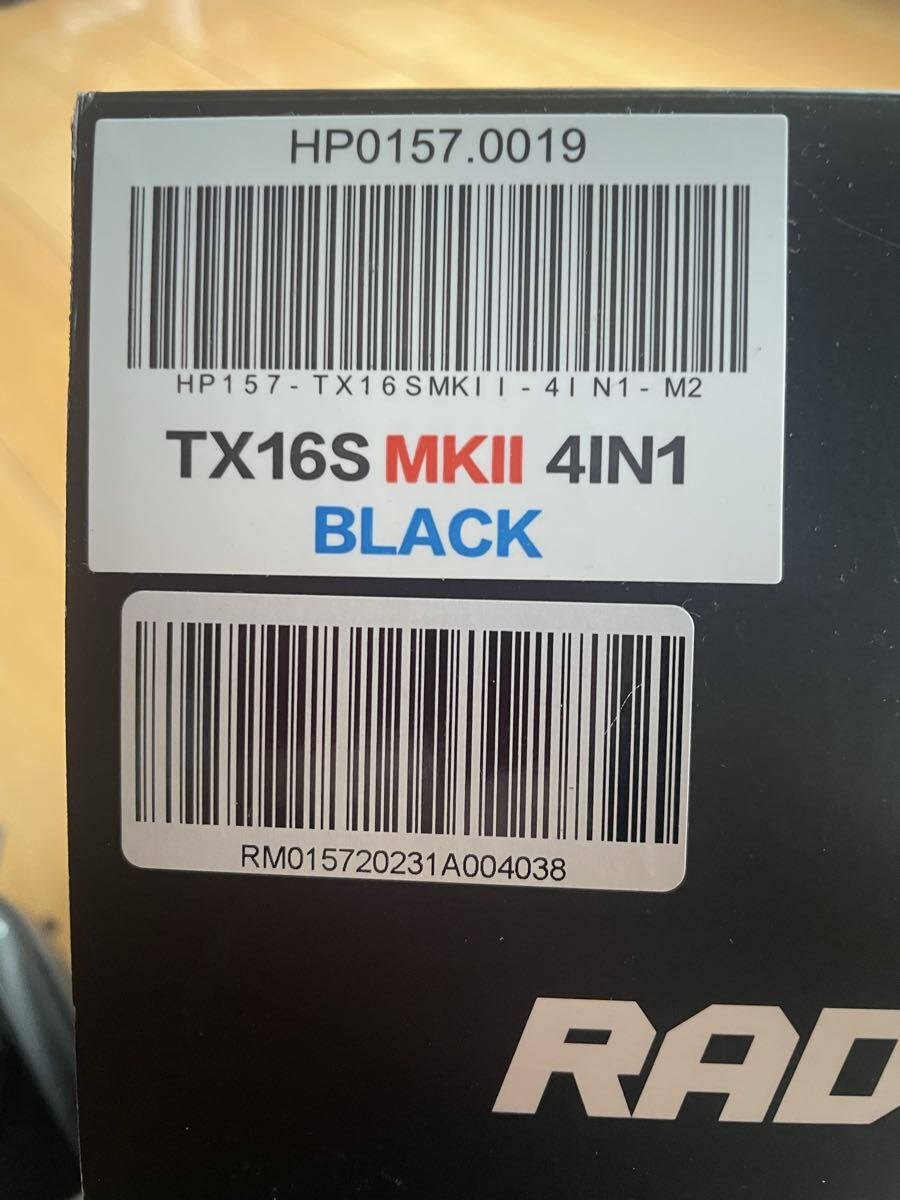 HP0157.0019
HP157-TX16SMKII-4IN1-M2
TX16S MKII 4IN1
BLACK
RM015720231A004038
RAD